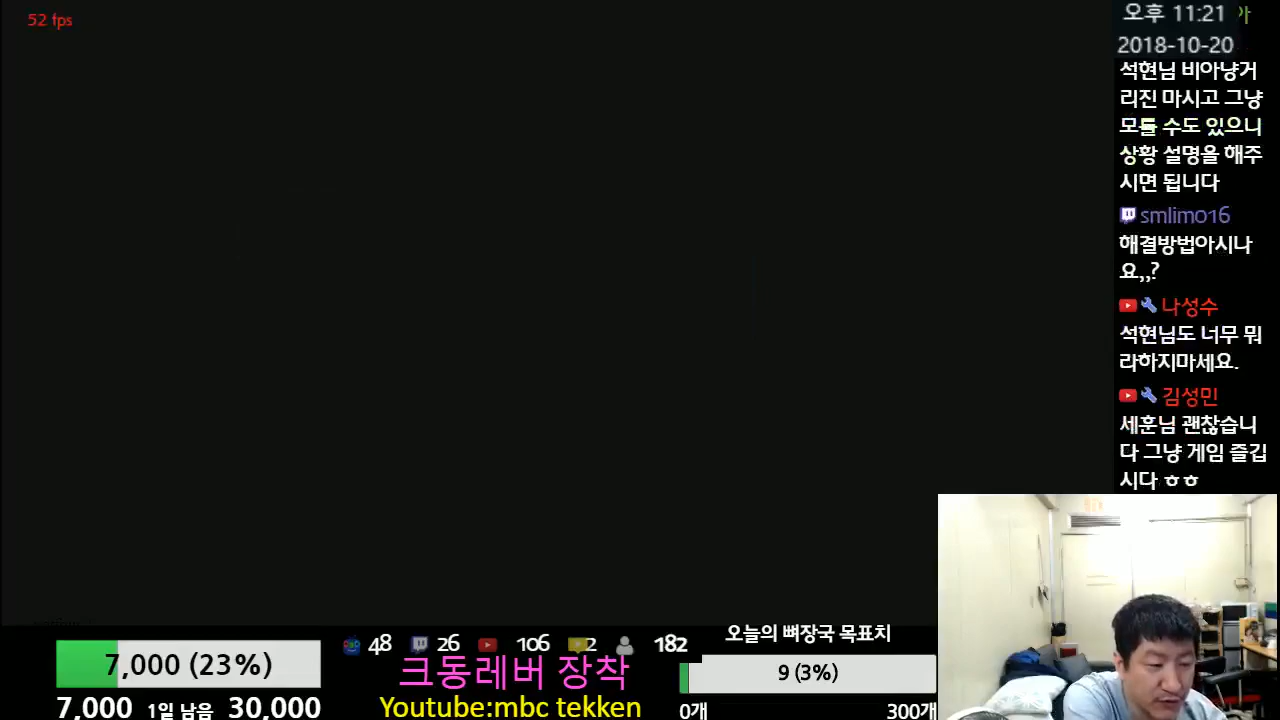 52 fps
오후 11:21
2018-10-20
석현님 비아냥거
리진 마시고 그냥
모를 수도 있으니
상황 설명을 해주
시면 됩니다
smlim016
해결방법아시나
요,,?
나성수
석현님도 너무 뭐
라하지마세요.
김성민
세훈님 괜찮습니
다 그냥 게임 즐깁
시다 ㅎㅎ
7,000 (23%)
7,000 1일 남음 30,000
48 26 106 2 182
크동레버 장착
Youtube:mbc tekken
오늘의 뼈장국 목표치
9 (3%)
0개 300개